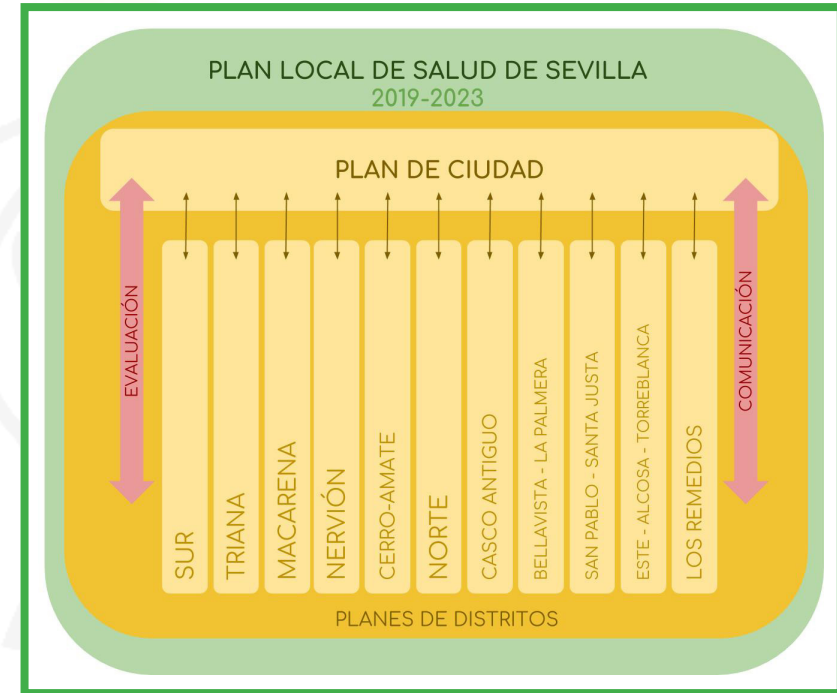 PLAN LOCAL DE SALUD DE SEVILLA
2019-2023
PLAN DE CIUDAD
EVALUACIÓN
SUR
TRIANA
MACARENA
NERVIÓN
CERRO-AMATE
NORTE
CASCO ANTIGUO
BELLAVISTA - LA PALMERA
SAN PABLO - SANTA JUSTA
ESTE - ALCOSA - TORREBLANCA
LOS REMEDIOS
COMUNICACIÓN
PLANES DE DISTRITOS